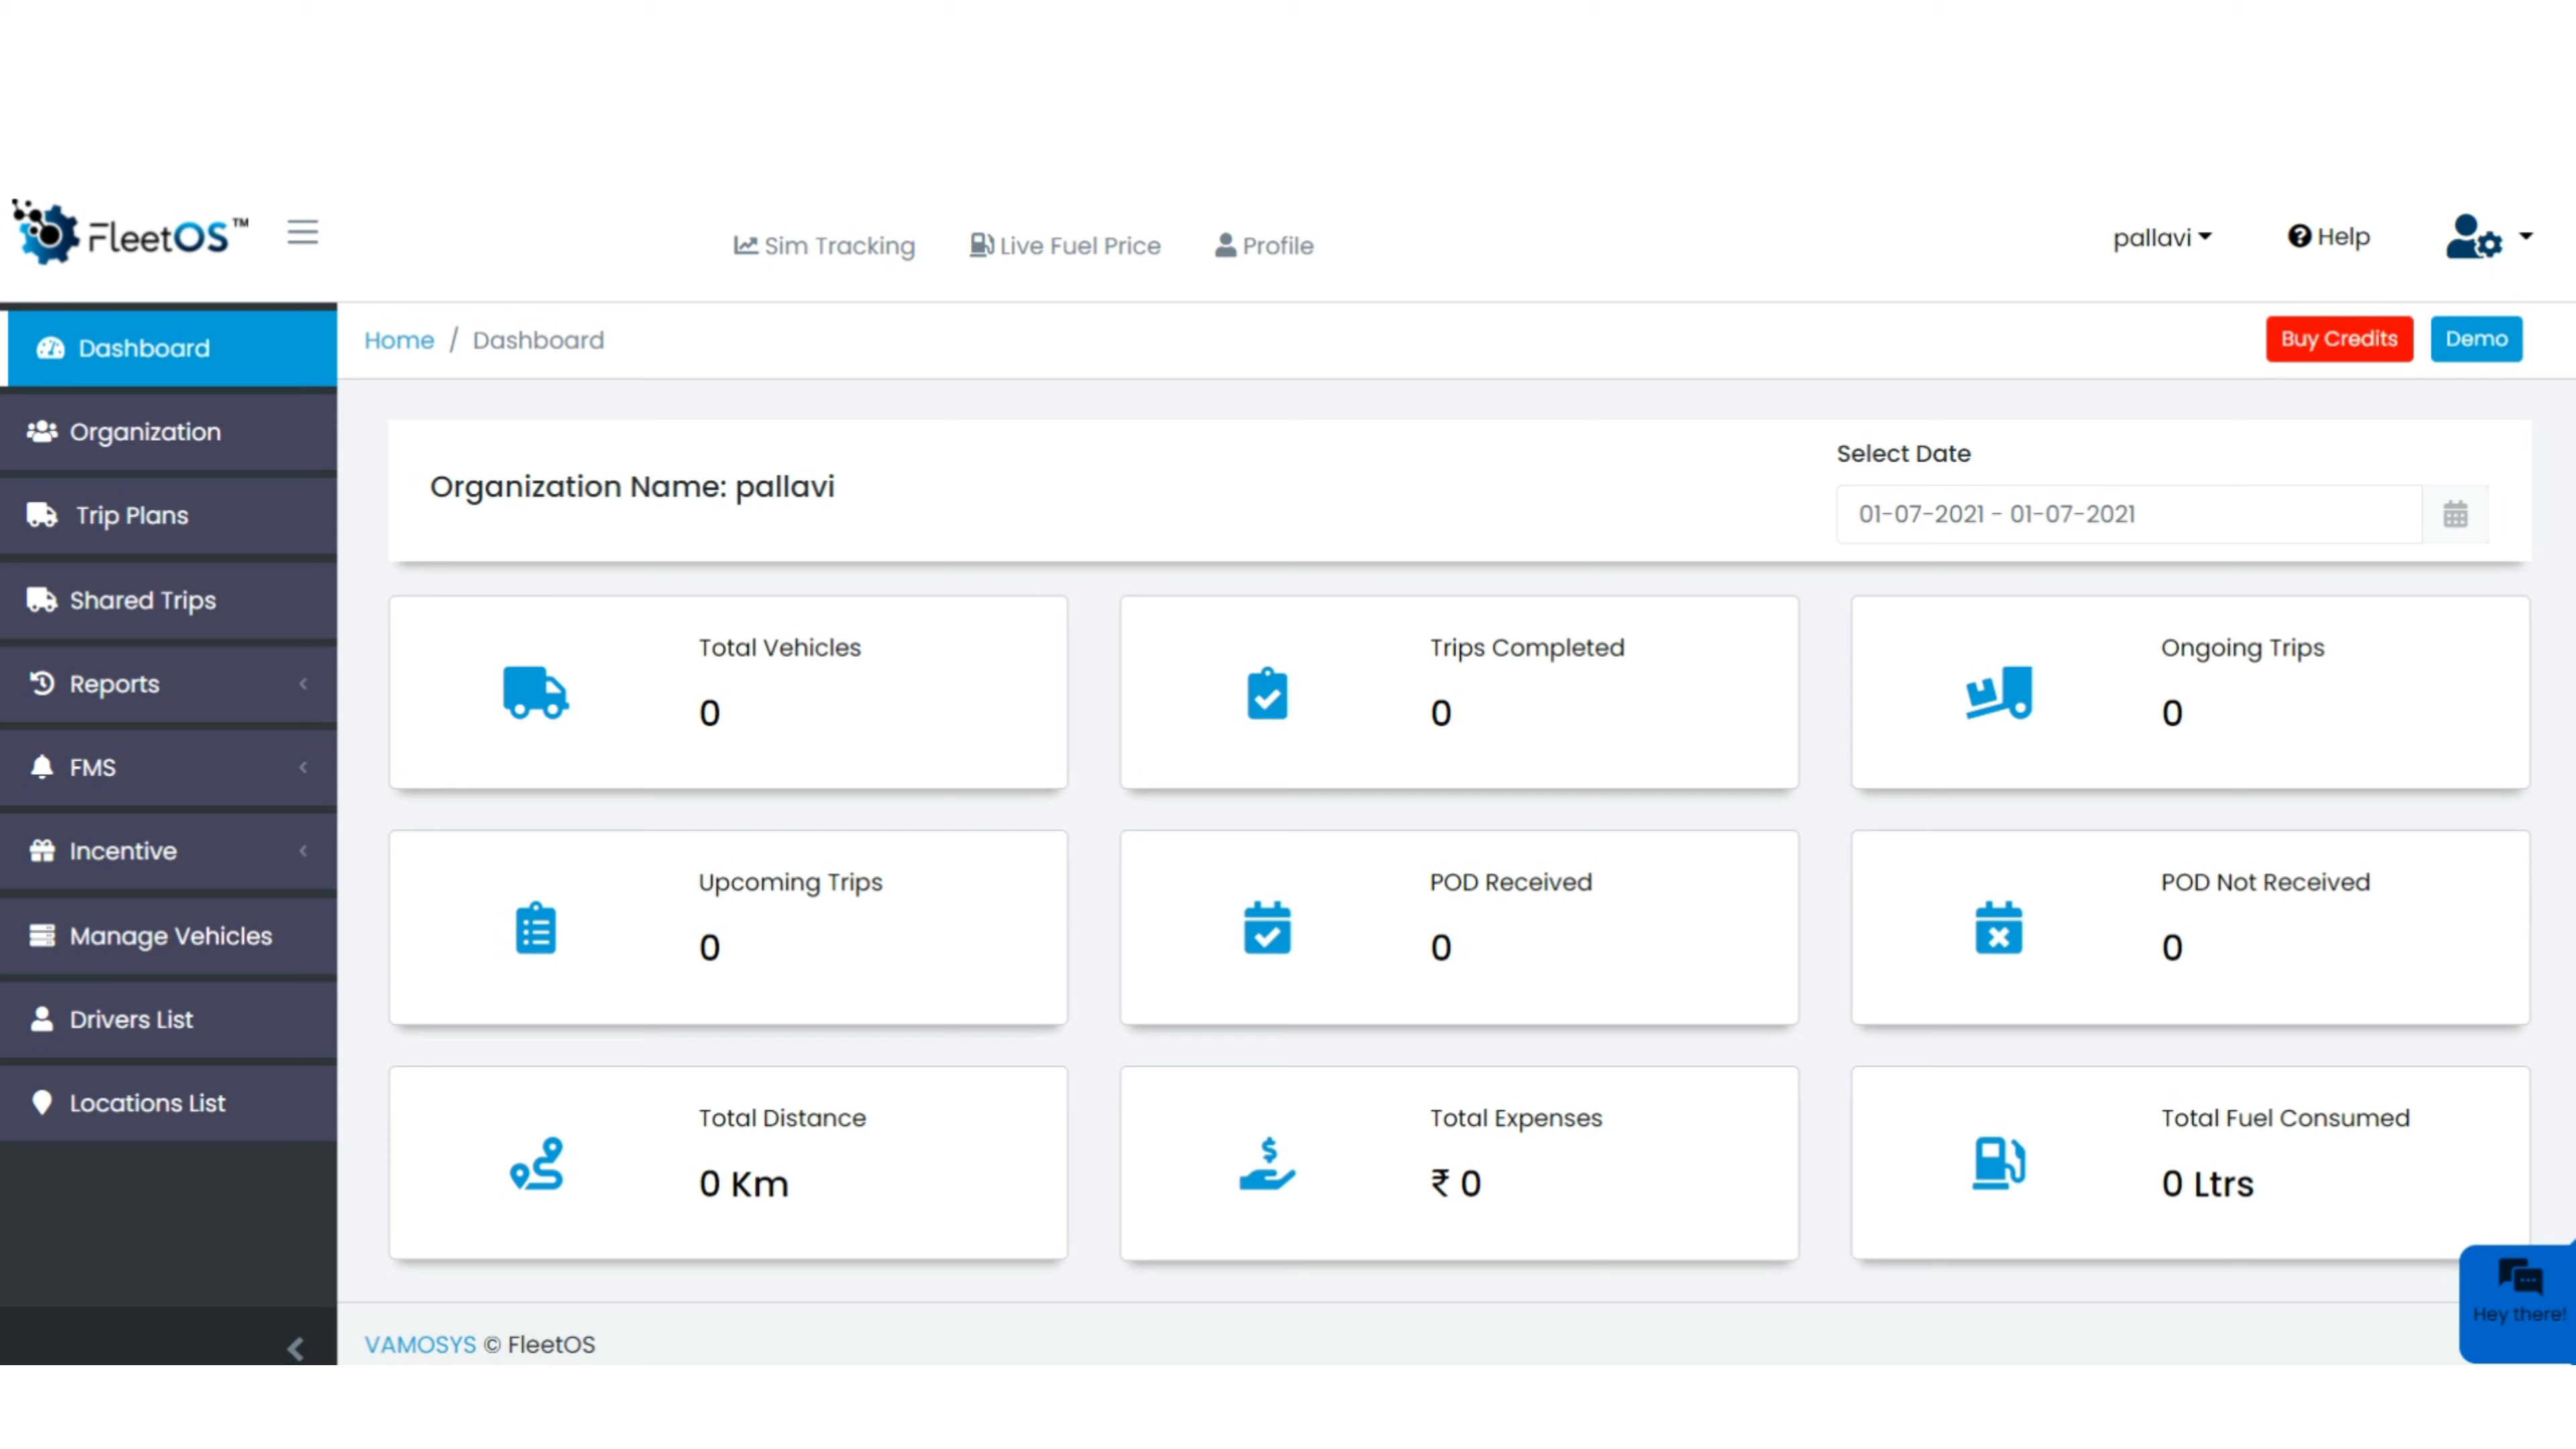 FleetOS™
Sim Tracking
Live Fuel Price
Profile
pallavi
Help
Dashboard
Organization
Trip Plans
Shared Trips
Reports
FMS
Incentive
Manage Vehicles
Drivers List
Locations List
Home / Dashboard
Buy Credits
Demo
Organization Name: pallavi
Select Date
01-07-2021 - 01-07-2021
Total Vehicles
0
Trips Completed
0
Ongoing Trips
0
Upcoming Trips
0
POD Received
0
POD Not Received
0
Total Distance
0 Km
Total Expenses
₹ 0
Total Fuel Consumed
0 Ltrs
Hey there!
VAMOSYS © FleetOS